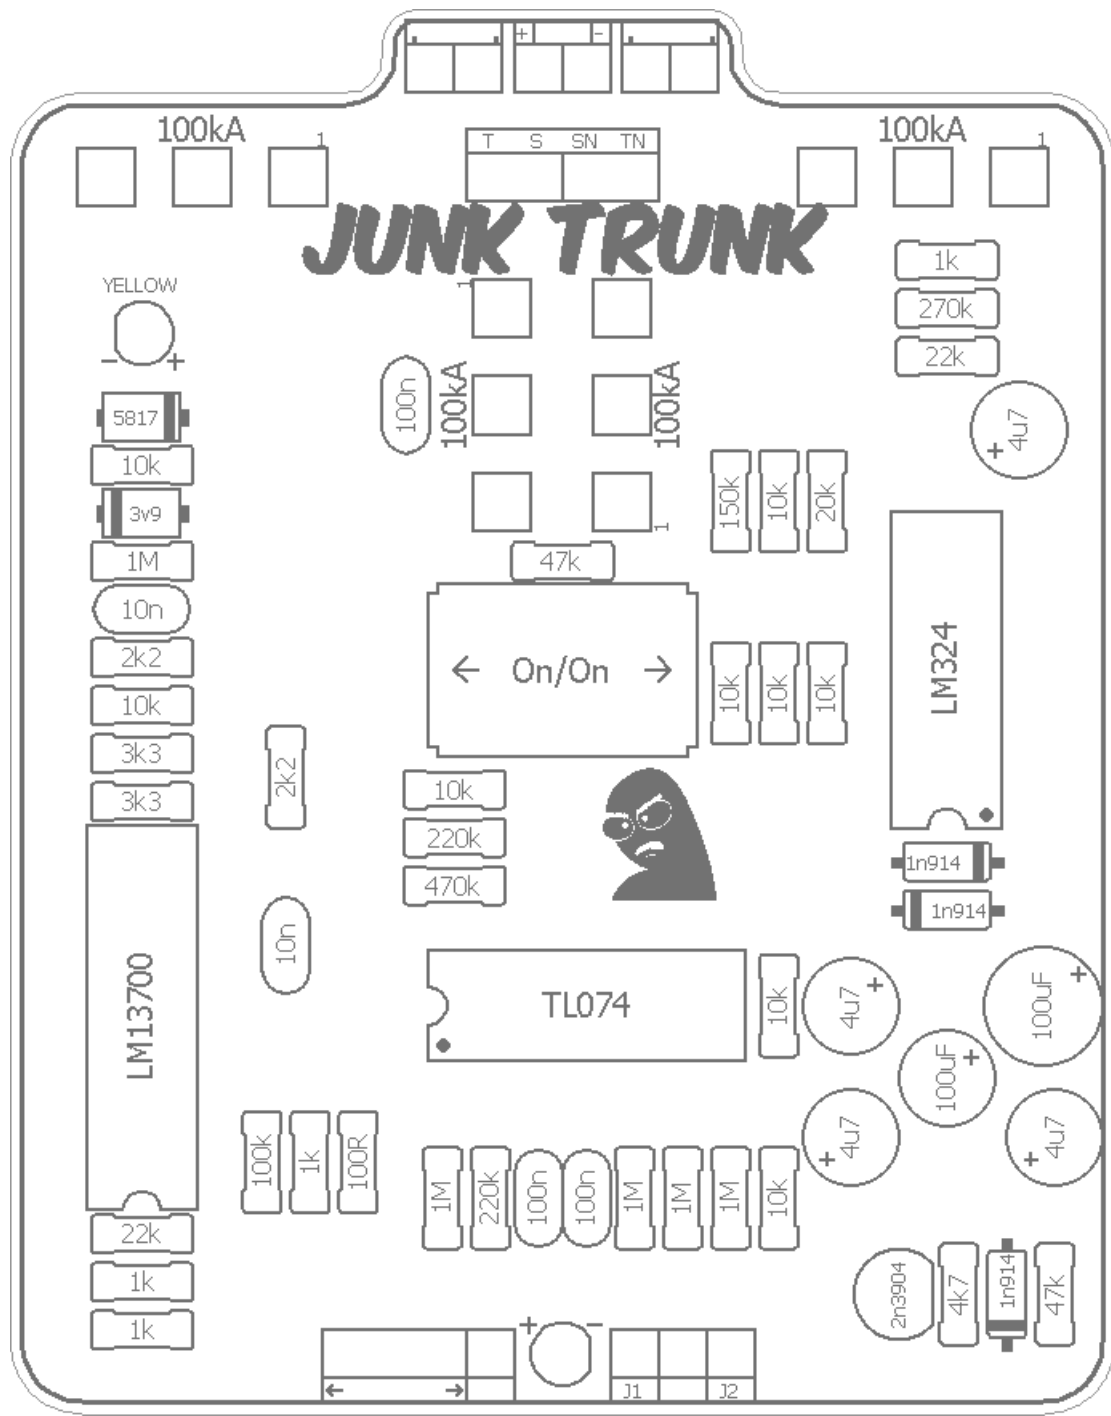 + -
100kA 1
100kA 1
T S SN TN
JUNK TRUNK
1k
270k
22k
YELLOW
- +
1
100n
100kA
100kA
1
4u7
+
5817
10k
3v9
1M
10n
2k2
10k
3k3
3k3
150k
10k
20k
47k
← On/On →
10k
10k
10k
LM324
2k2
10k
220k
470k
1n914
1n914
10n
LM13700
TL074
10k
4u7
+
100uF
+
100uF
+
4u7
+
4u7
+
100k
1k
100R
1M
220k
100n
100n
1M
1M
1M
10k
22k
1k
1k
2n3904
4k7
1n914
47k
+ -
← →
J1 J2